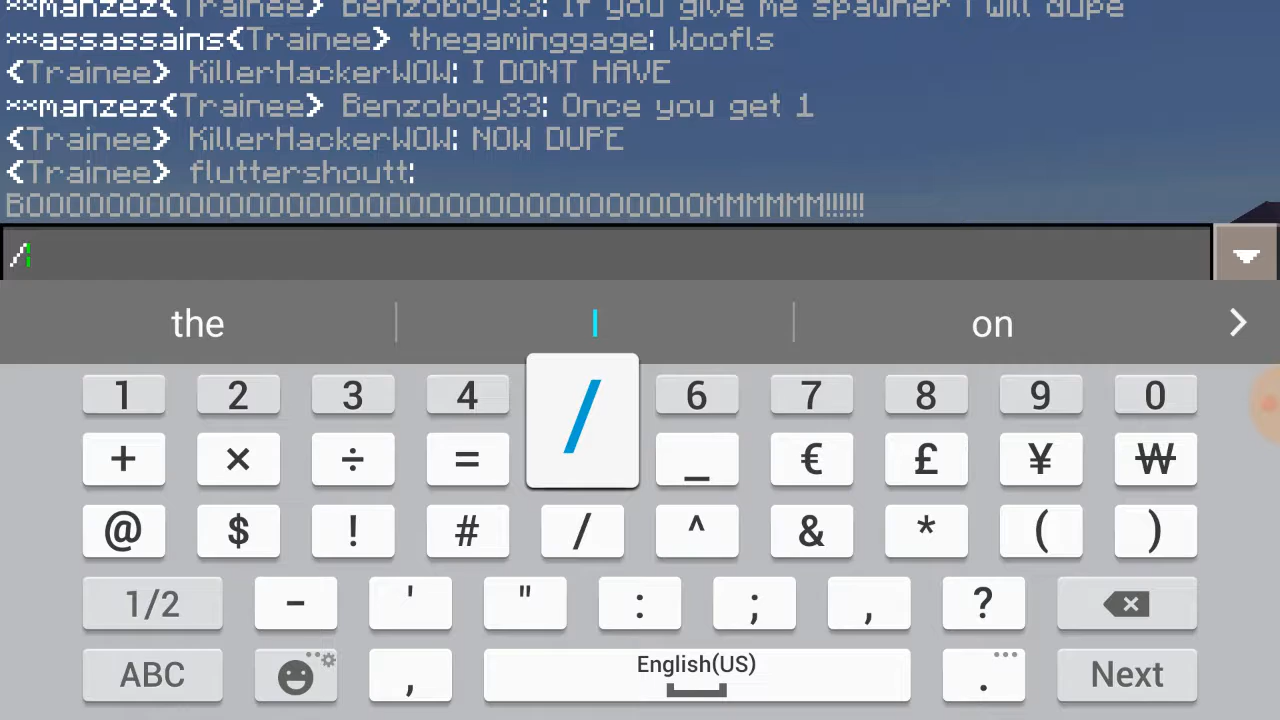 ××manzez<Trainee> Benzoboy33: If you give me spawner I will dupe
××assassains<Trainee> thegaminggage: Woofls
<Trainee> KillerHackerWOW: I DONT HAVE
××manzez<Trainee> Benzoboy33: Once you get 1
<Trainee> KillerHackerWOW: NOW DUPE
<Trainee> fluttershoutt:
BOOOOOOOOOOOOOOOOOOOOOOOOOOOOOOOOOOOOOMMMMMM!!!!!!
/
the I on
1 2 3 4 / 6 7 8 9 0
+ × ÷ = _ € £ ¥ ₩
@ $ ! # / ^ & * ( )
1/2 - ' " : ; , ?
ABC , English(US) . Next